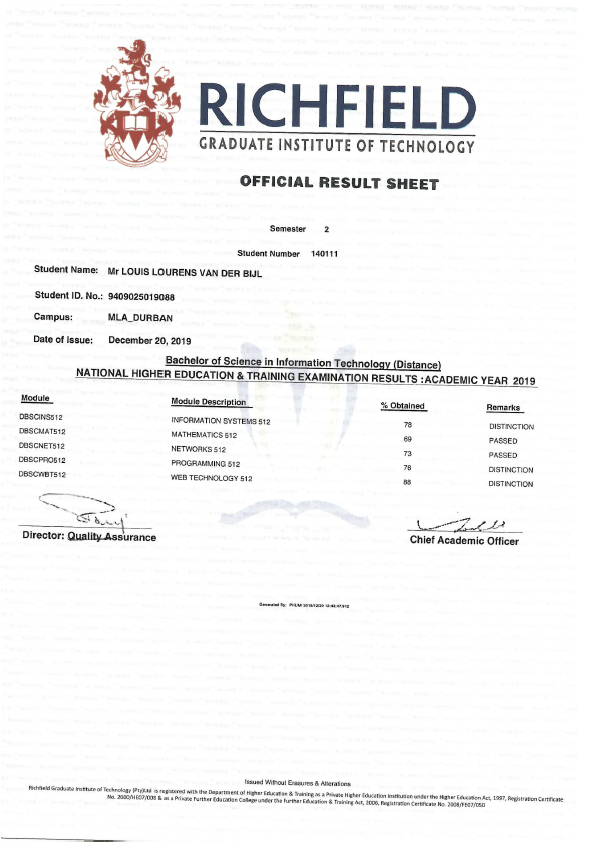 RICHFIELD
GRADUATE INSTITUTE OF TECHNOLOGY
OFFICIAL RESULT SHEET
Semester 2
Student Number 140111
Student Name: Mr LOUIS LOURENS VAN DER BIJL
Student ID. No.: 9409025019088
Campus: MLA_DURBAN
Date of issue: December 20, 2019
Bachelor of Science in Information Technology (Distance)
NATIONAL HIGHER EDUCATION & TRAINING EXAMINATION RESULTS :ACADEMIC YEAR 2019
Module Module Description % Obtained Remarks
DBSCINS512 INFORMATION SYSTEMS 512 78 DISTINCTION
DBSCMAT512 MATHEMATICS 512 69 PASSED
DBSCNET512 NETWORKS 512 73 PASSED
DBSCPRO512 PROGRAMMING 512 76 DISTINCTION
DBSCWBT512 WEB TECHNOLOGY 512 88 DISTINCTION
Director: Quality Assurance Chief Academic Officer
Generated By: PHUMI 2019/12/20
Issued Without Erasures & Alterations
Richfield Graduate Institute of Technology (Pty)Ltd is registered with the Department of Higher Education & Training as a Private Higher Education Institution under the Higher Education Act, 1997, Registration Certificate
No. 2000/HE07/008 & as a Private Further Education College under the Further Education & Training Act, 2006, Registration Certificate No. 2008/FE07/050